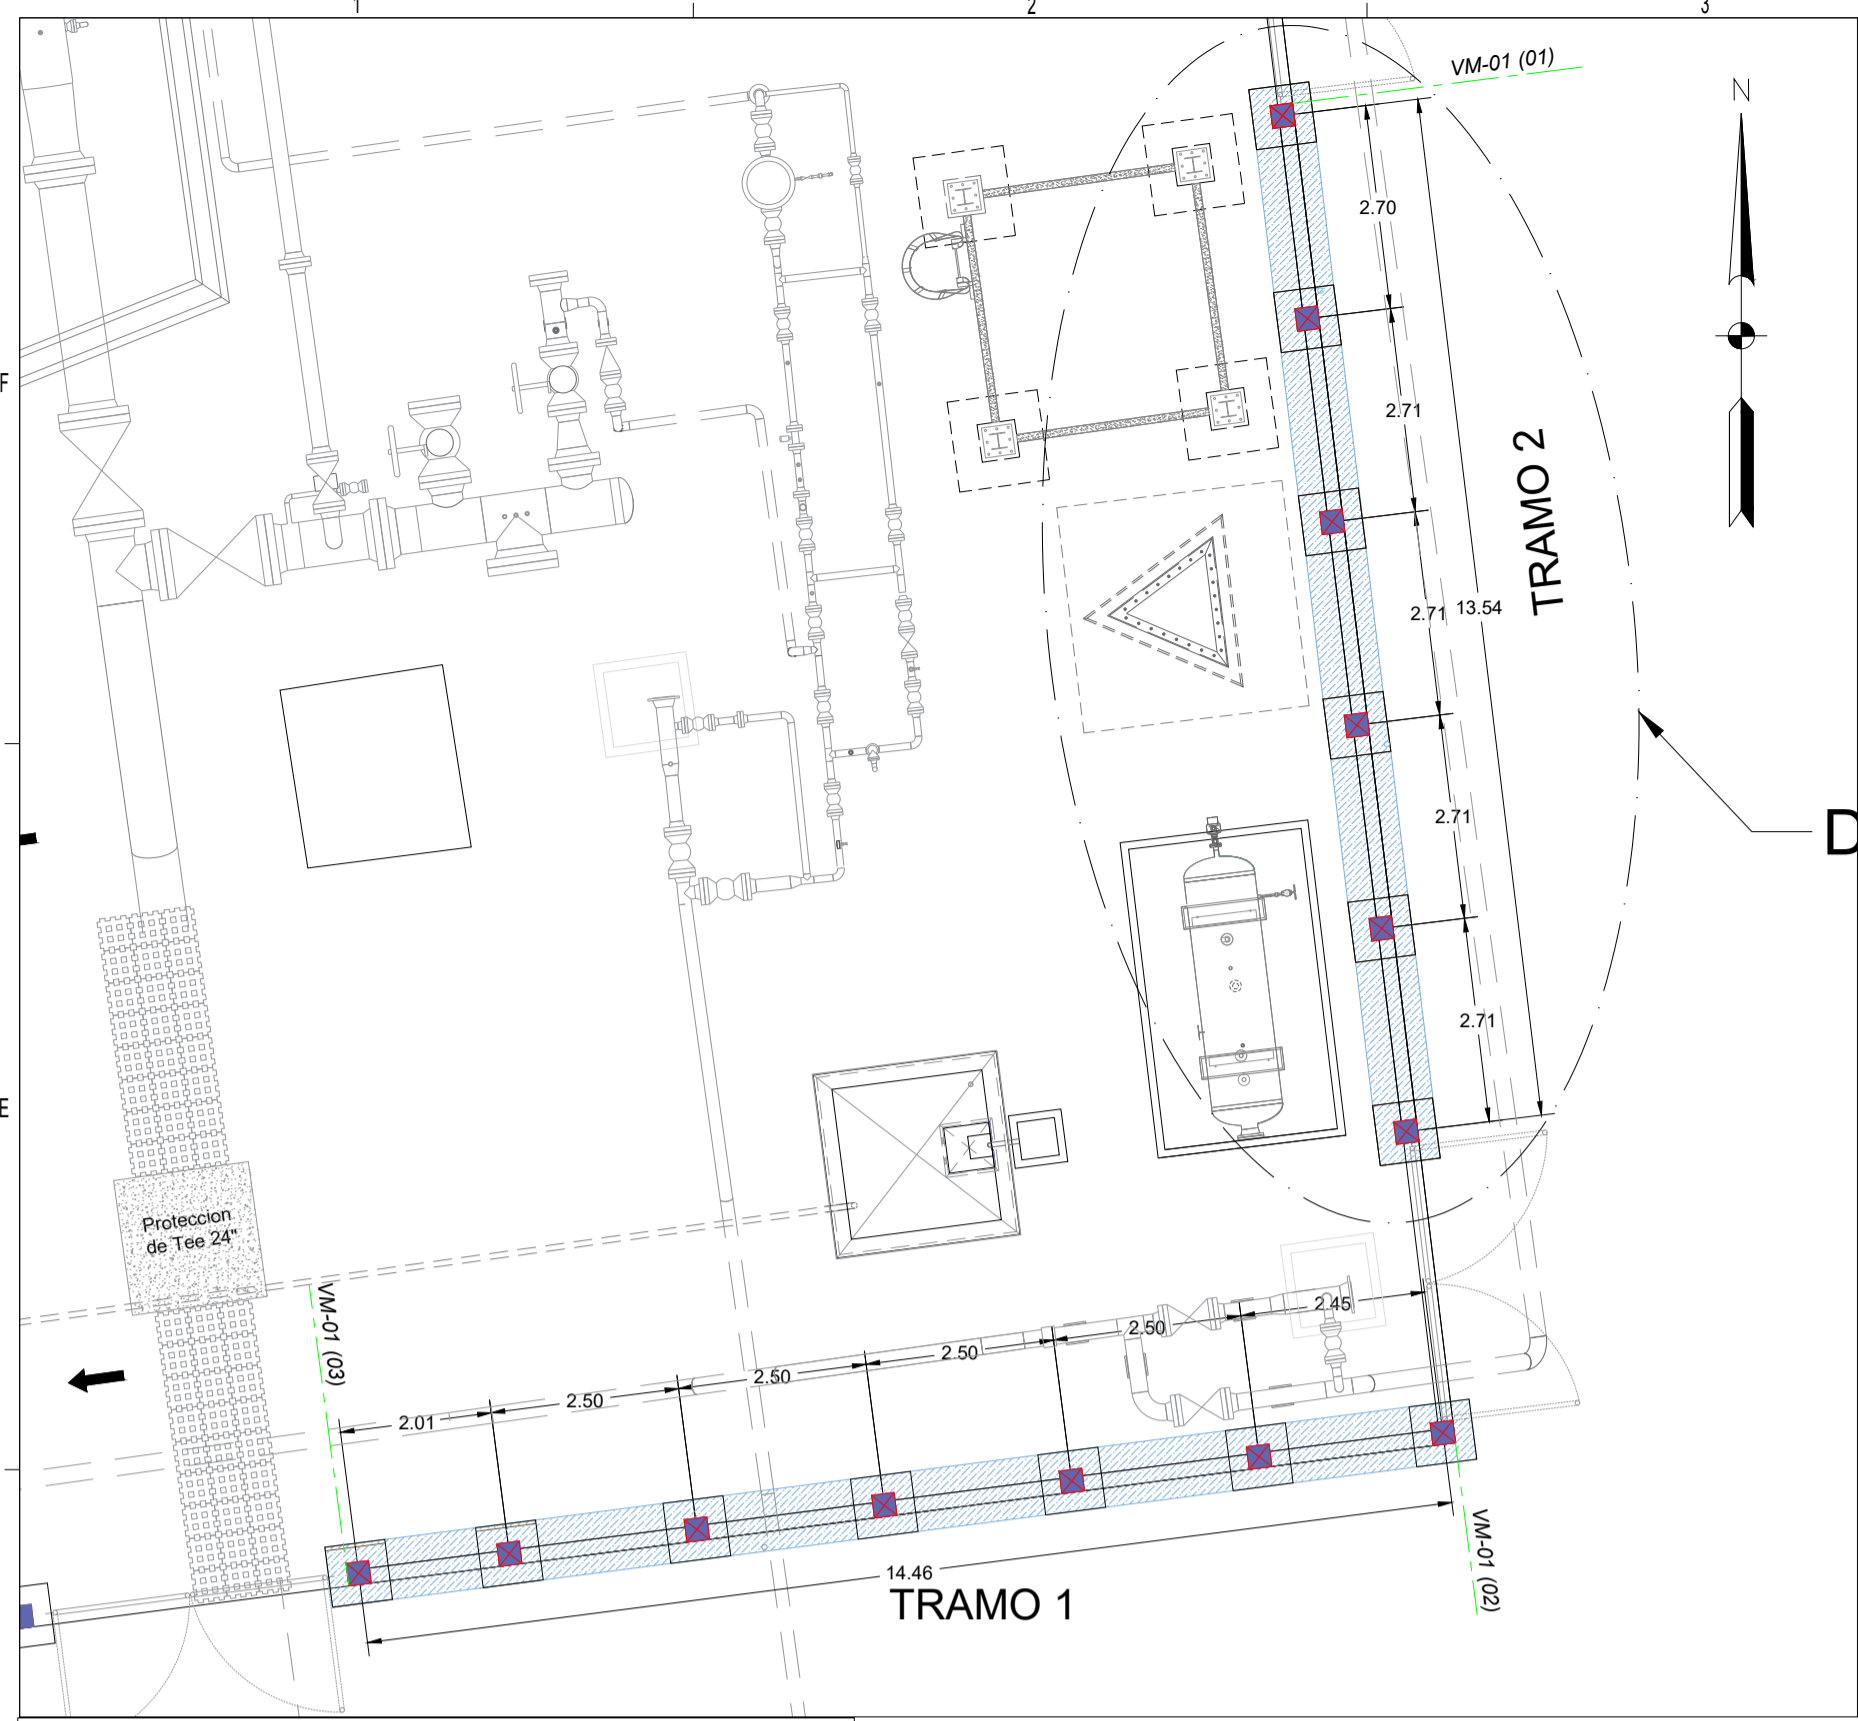 1
2
3
VM-01 (01)
N
2.70
F
2.71
TRAMO 2
2.71
13.54
2.71
D
2.71
E
Proteccion
de Tee 24"
VM-01 (03)
2.45
2.50
2.50
2.50
2.50
2.01
VM-01 (02)
14.46
TRAMO 1